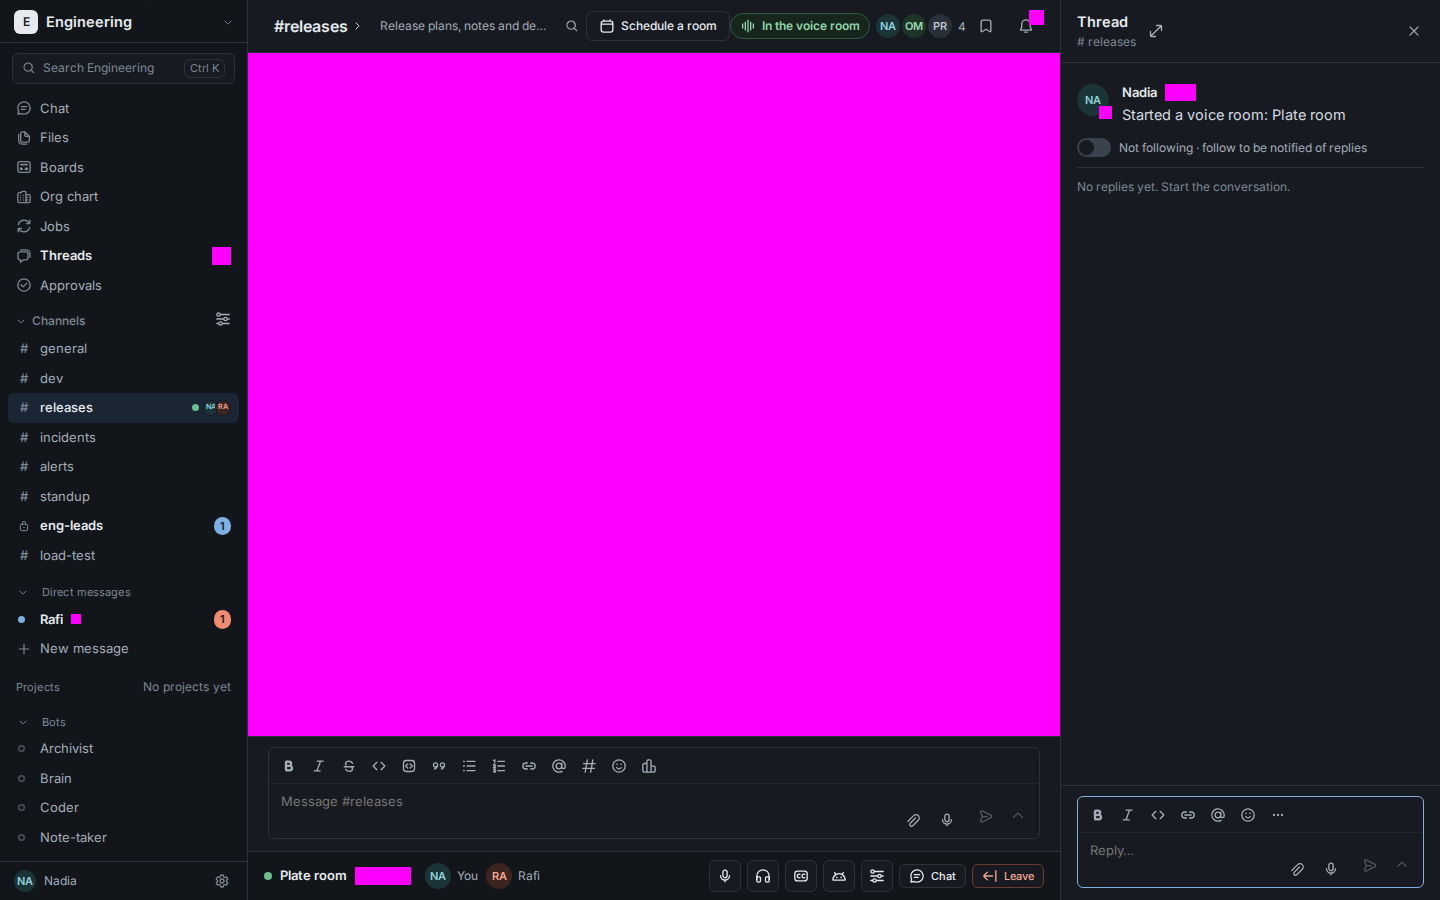 E Engineering
Search Engineering Ctrl K
Chat
Files
Boards
Org chart
Jobs
Threads
Approvals
Channels
# general
# dev
# releases NA RA
# incidents
# alerts
# standup
eng-leads 1
# load-test
Direct messages
Rafi 1
New message
Projects No projects yet
Bots
Archivist
Brain
Coder
Note-taker
NA Nadia
#releases Release plans, notes and de... Schedule a room In the voice room NA OM PR 4
Message #releases
Plate room NA You RA Rafi Chat Leave
Thread
# releases
NA Nadia
Started a voice room: Plate room
Not following · follow to be notified of replies
No replies yet. Start the conversation.
Reply...